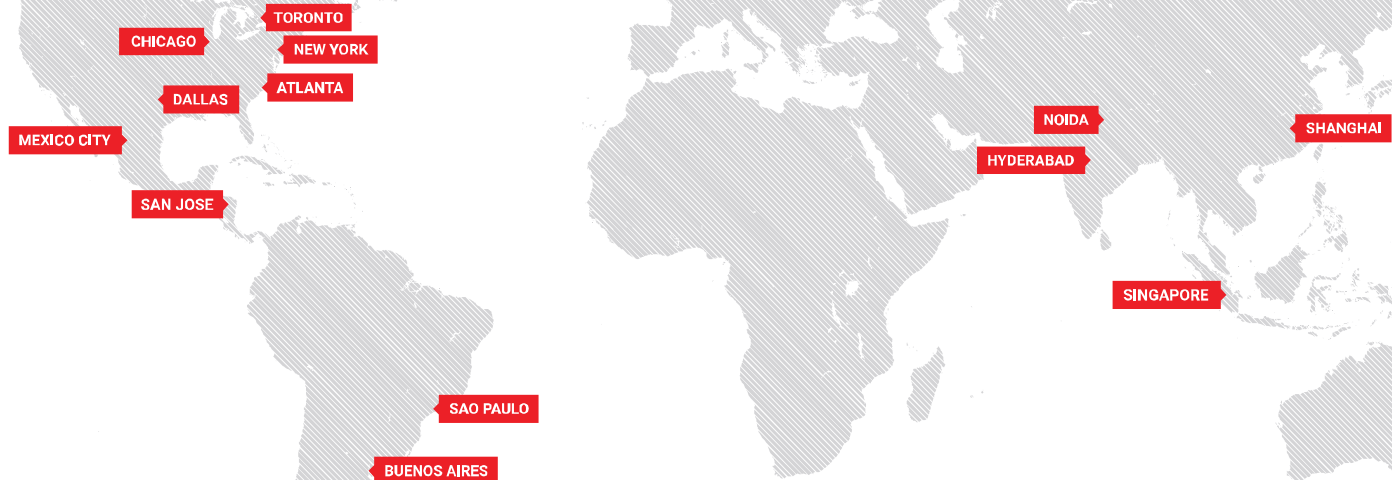 TORONTO
CHICAGO
NEW YORK
ATLANTA
DALLAS
MEXICO CITY
SAN JOSE
NOIDA
SHANGHAI
HYDERABAD
SINGAPORE
SAO PAULO
BUENOS AIRES